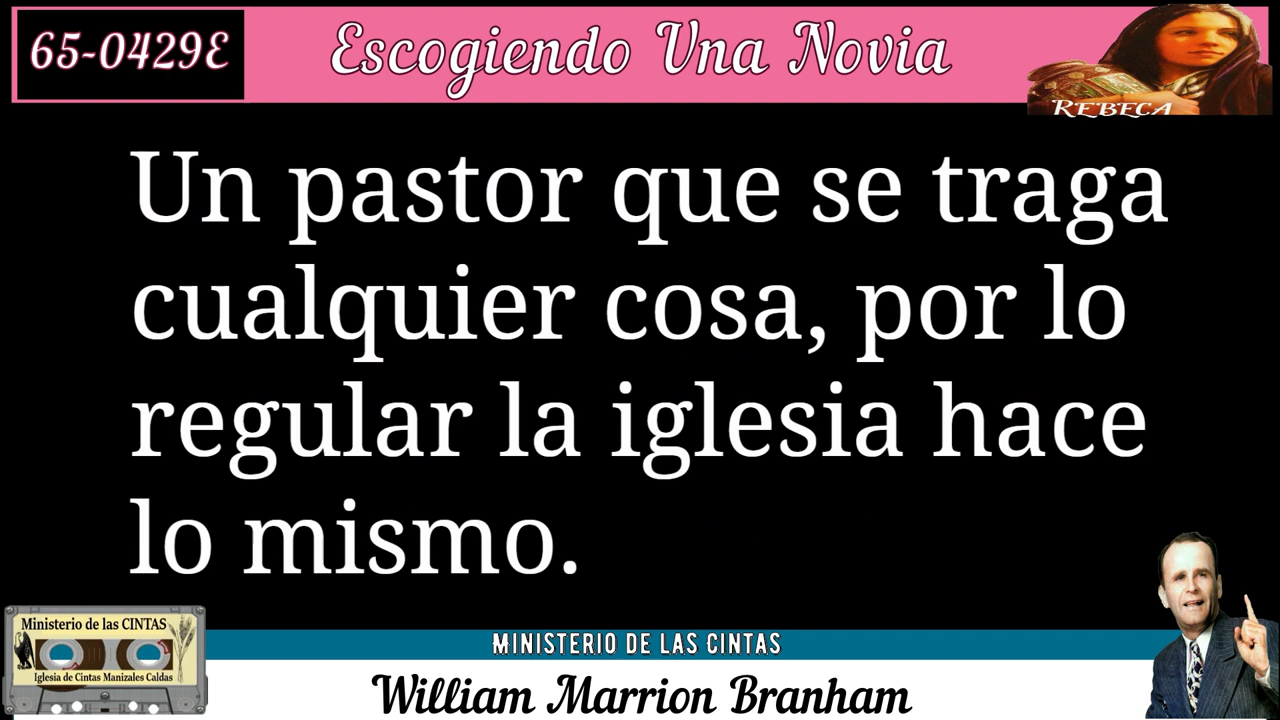 65-0429E
Escogiendo Una Novia
REBECA
Un pastor que se traga
cualquier cosa, por lo
regular la iglesia hace
lo mismo.
Ministerio de las CINTAS
Iglesia de Cintas Manizales Caldas
MINISTERIO DE LAS CINTAS
William Marrion Branham